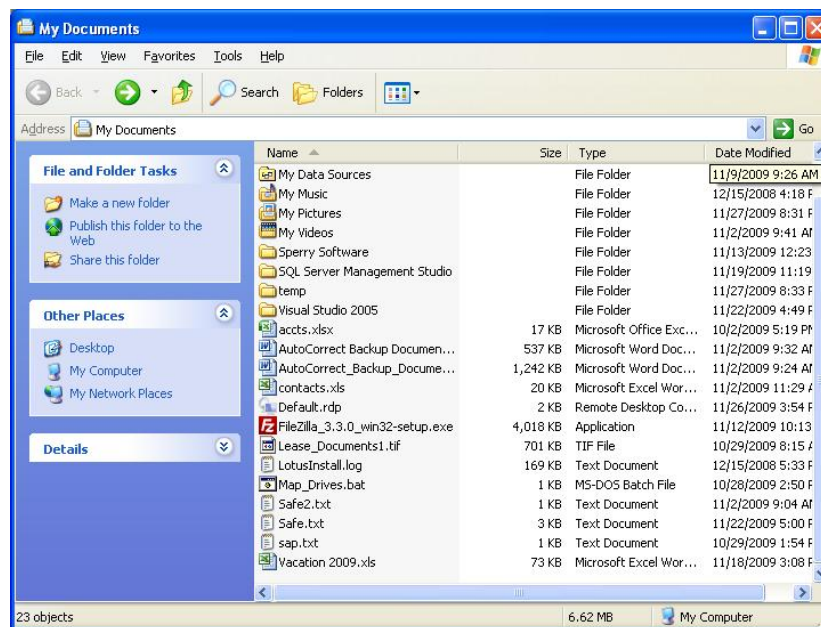 My Documents
File Edit View Favorites Tools Help
Back Search Folders
Address My Documents Go
File and Folder Tasks
Make a new folder
Publish this folder to the
Web
Share this folder
Other Places
Desktop
My Computer
My Network Places
Details
Name Size Type Date Modified
My Data Sources File Folder 11/9/2009 9:26 AM
My Music File Folder 12/15/2008 4:18 P
My Pictures File Folder 11/27/2009 8:31 P
My Videos File Folder 11/2/2009 9:41 AM
Sperry Software File Folder 11/13/2009 12:23
SQL Server Management Studio File Folder 11/19/2009 11:19
temp File Folder 11/27/2009 8:33 P
Visual Studio 2005 File Folder 11/22/2009 4:49 P
accts.xlsx 17 KB Microsoft Office Exc... 10/2/2009 5:19 PM
AutoCorrect Backup Documen... 537 KB Microsoft Word Doc... 11/2/2009 9:32 AM
AutoCorrect_Backup_Docume... 1,242 KB Microsoft Word Doc... 11/2/2009 9:24 AM
contacts.xls 20 KB Microsoft Excel Wor... 11/2/2009 11:29
Default.rdp 2 KB Remote Desktop Co... 11/26/2009 3:54 P
FileZilla_3.3.0_win32-setup.exe 4,018 KB Application 11/12/2009 10:13
Lease_Documents1.tif 701 KB TIF File 10/29/2009 8:15
LotusInstall.log 169 KB Text Document 12/15/2008 5:33 P
Map_Drives.bat 1 KB MS-DOS Batch File 10/28/2009 2:50 P
Safe2.txt 1 KB Text Document 11/2/2009 9:04 AM
Safe.txt 3 KB Text Document 11/22/2009 5:00 P
sap.txt 1 KB Text Document 10/29/2009 1:54 P
Vacation 2009.xls 73 KB Microsoft Excel Wor... 11/18/2009 3:08 P
23 objects 6.62 MB My Computer